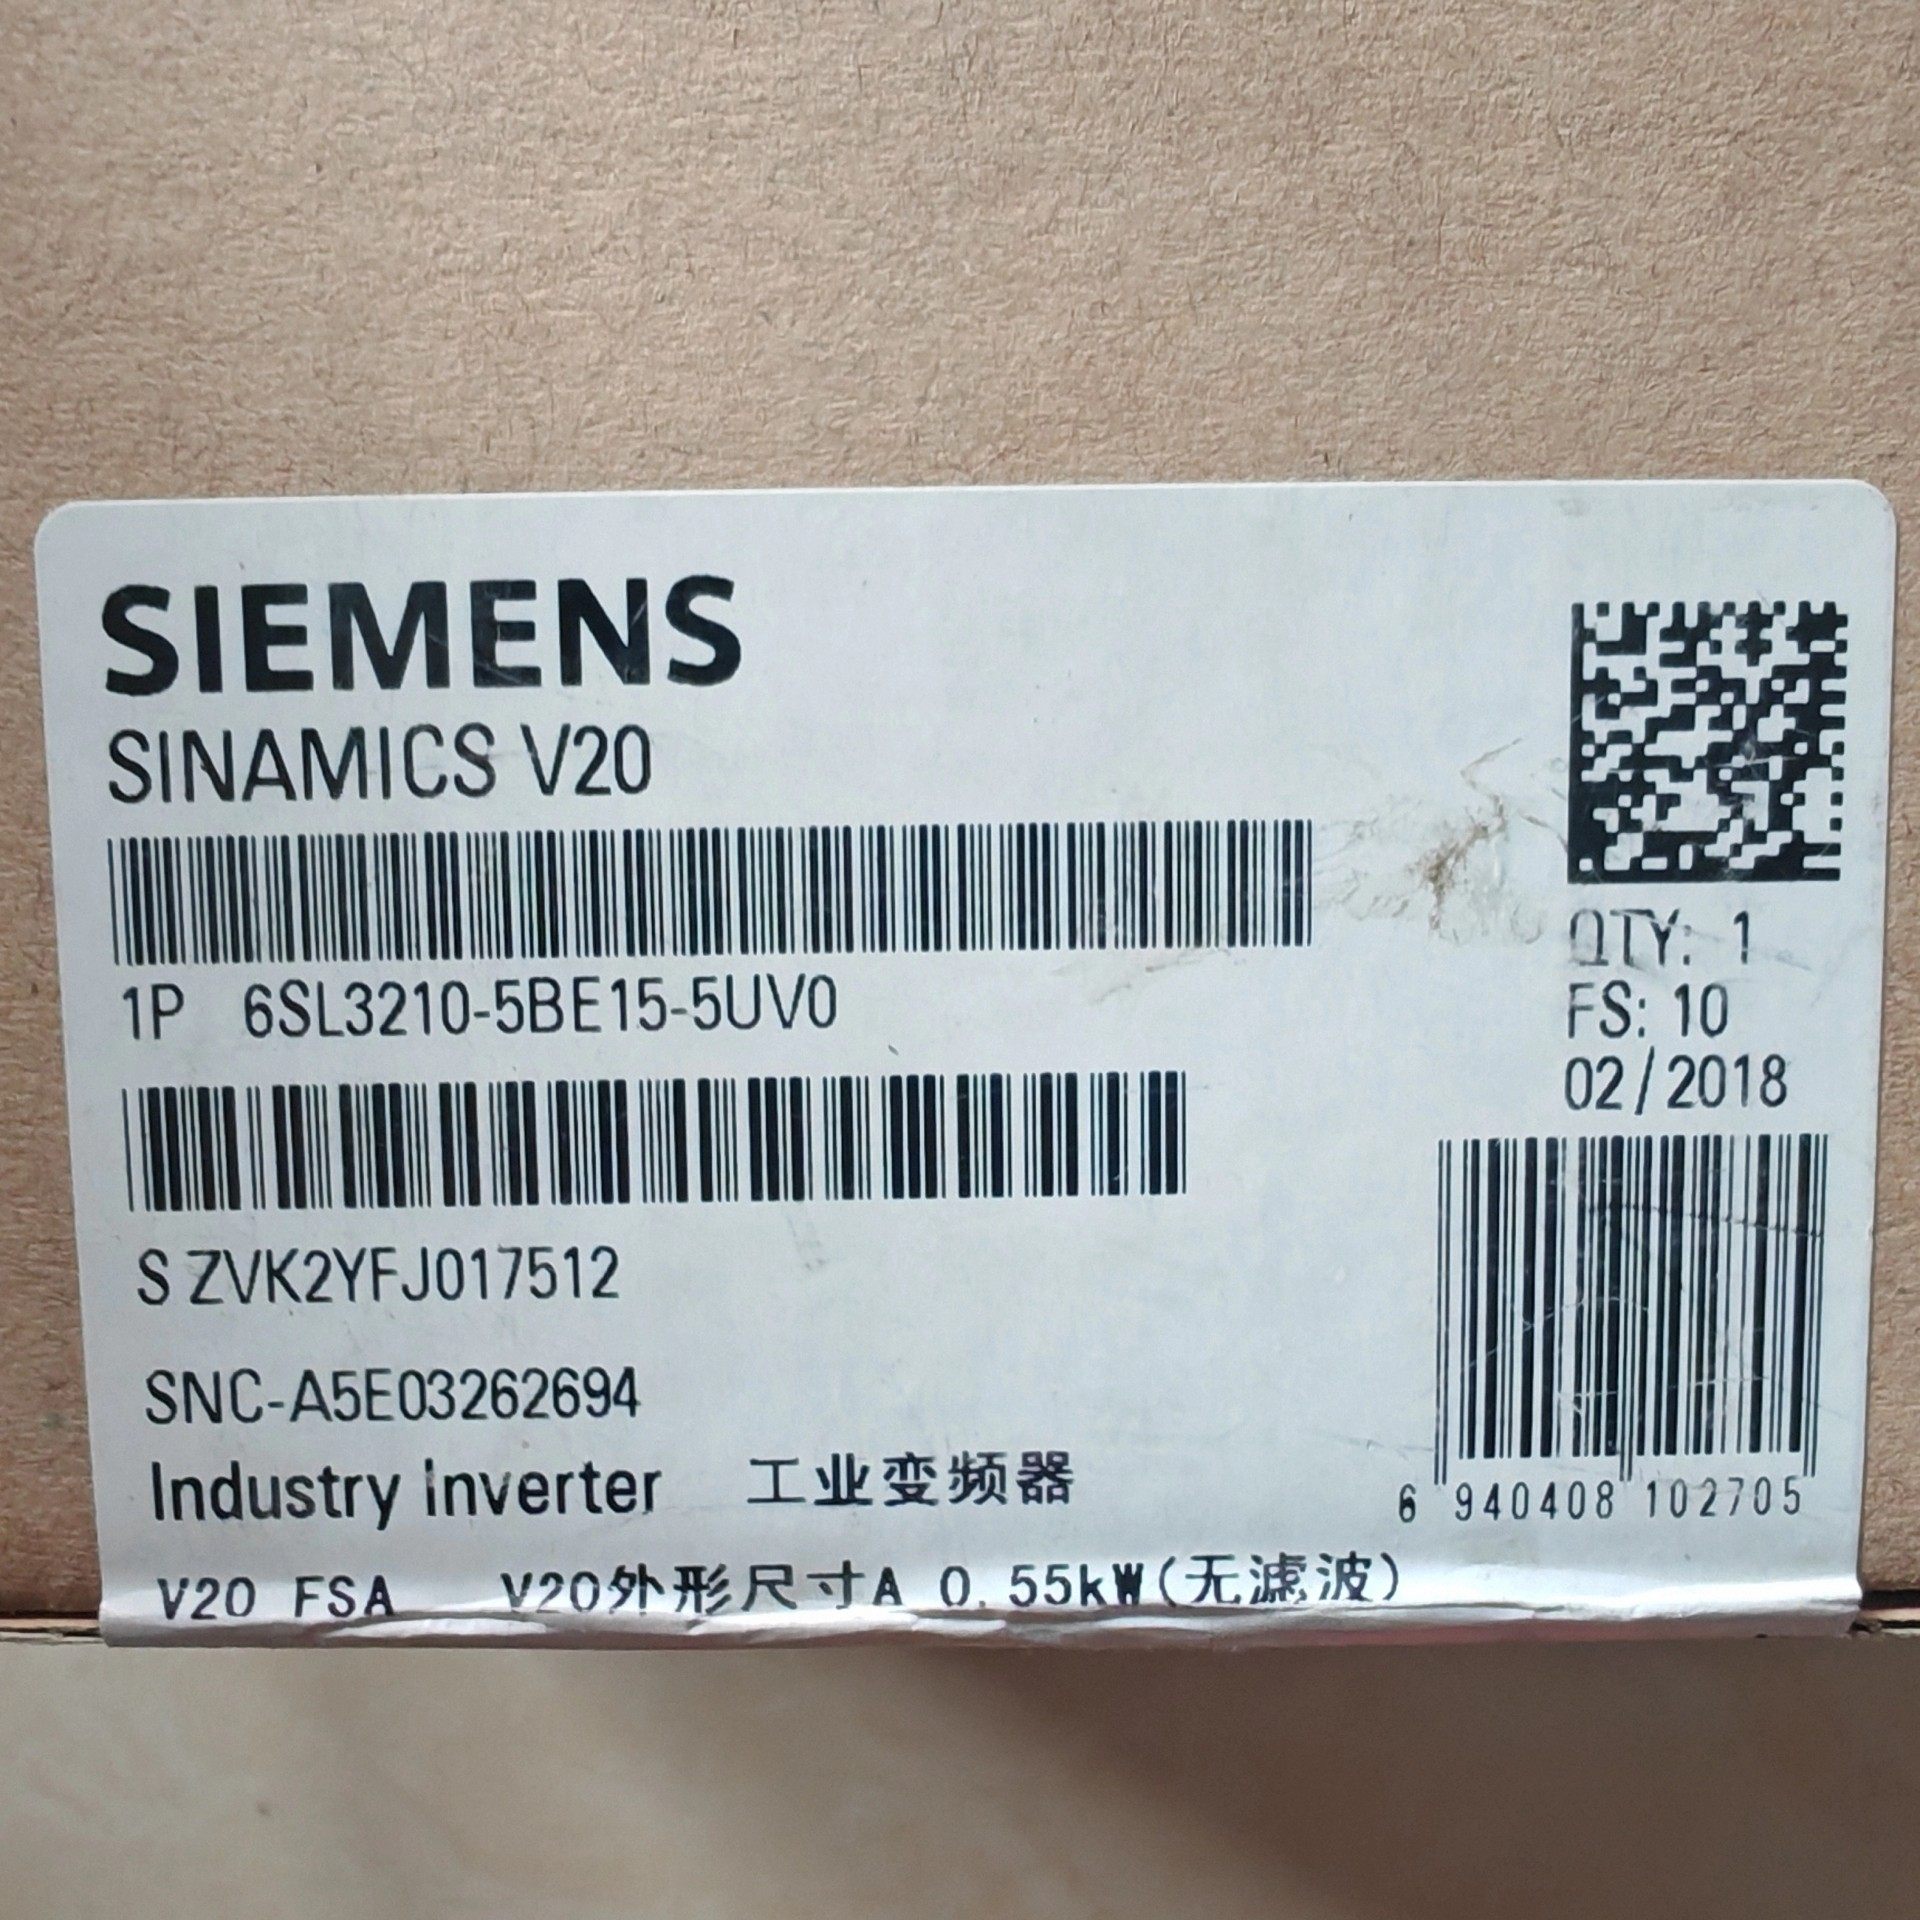 SIEMENS
SINAMICS V20
1P 6SL3210-5BE15-5UV0
QTY: 1
FS: 10
02/2018
S ZVK2YFJ017512
SNC-A5E03262694
Industry inverter 工业变频器
6 940408 102705
V20 FSA V20外形尺寸A 0.55kW(无滤波)